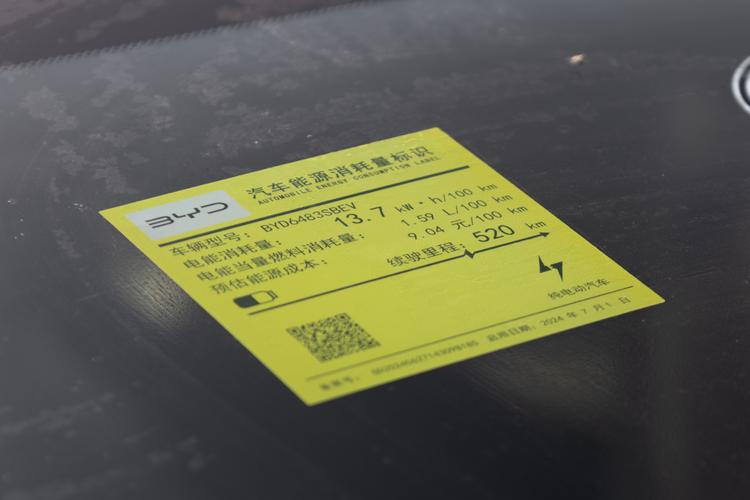 BYD
汽车能源消耗量标识
AUTOMOBILE ENERGY CONSUMPTION LABEL
车辆型号: BYD6483SBEV
电能消耗量: 13.7 kW·h/100 km
电能当量燃料消耗量: 1.59 L/100 km
预估能源成本: 9.04 元/100 km
续驶里程: 520 km
纯电动汽车
备案号:
启用日期: 2024 年 7 月 1 日